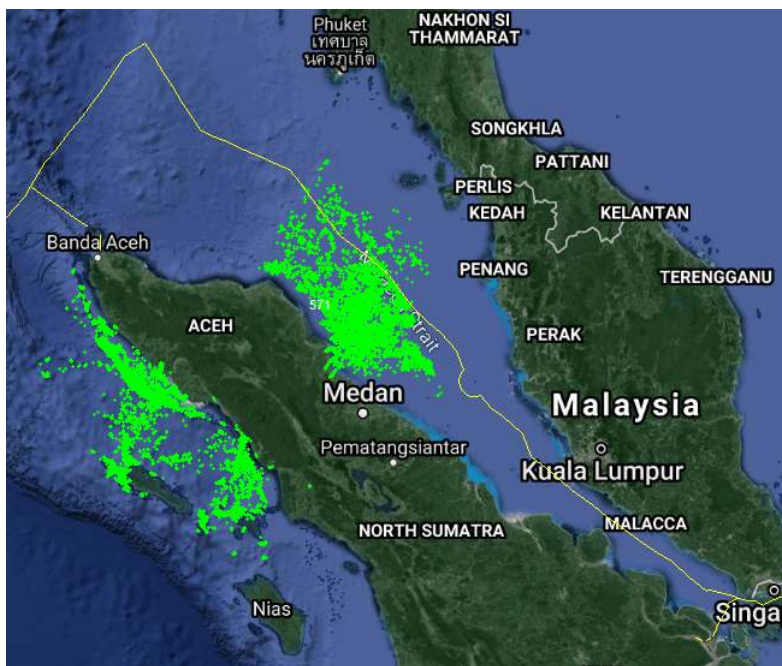 NAKHON SI
THAMMARAT
Phuket
เทศบาล
นครภูเก็ต
SONGKHLA
PATTANI
PERLIS
KEDAH
KELANTAN
Banda Aceh
PENANG
TERENGGANU
571
ACEH
Strait
PERAK
Medan
Malaysia
Pematangsiantar
Kuala Lumpur
MALACCA
NORTH SUMATRA
Nias
Singa